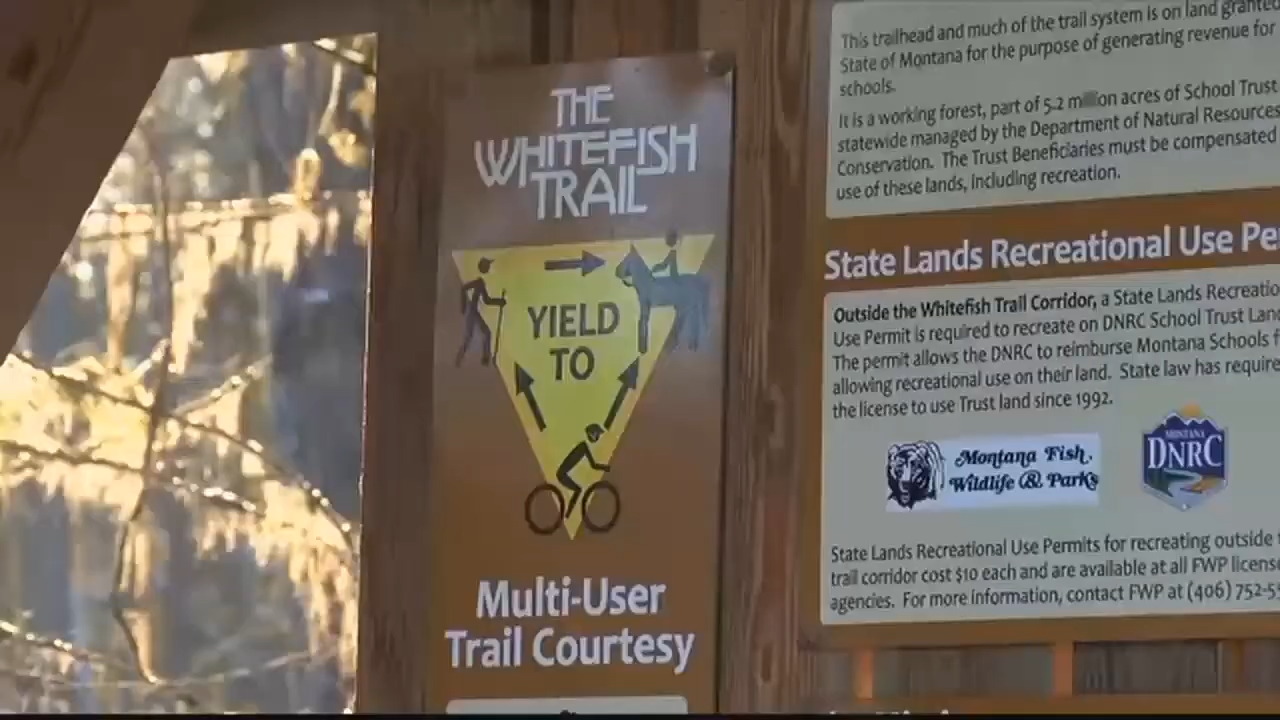 THE
WHITEFISH
TRAIL
YIELD
TO
Multi-User
Trail Courtesy
This trailhead and much of the trail system is on land granted
State of Montana for the purpose of generating revenue for
schools.
It is a working forest, part of 5.2 million acres of School Trust
statewide managed by the Department of Natural Resources
Conservation. The Trust Beneficiaries must be compensated
use of these lands, including recreation.
State Lands Recreational Use Pe
Outside the Whitefish Trail Corridor, a State Lands Recreatio
Use Permit is required to recreate on DNRC School Trust Lan
The permit allows the DNRC to reimburse Montana Schools f
allowing recreational use on their land. State law has require
the license to use Trust land since 1992.
Montana Fish,
Wildlife & Parks
MONTANA
DNRC
State Lands Recreational Use Permits for recreating outside
trail corridor cost $10 each and are available at all FWP license
agencies. For more information, contact FWP at (406) 752-5